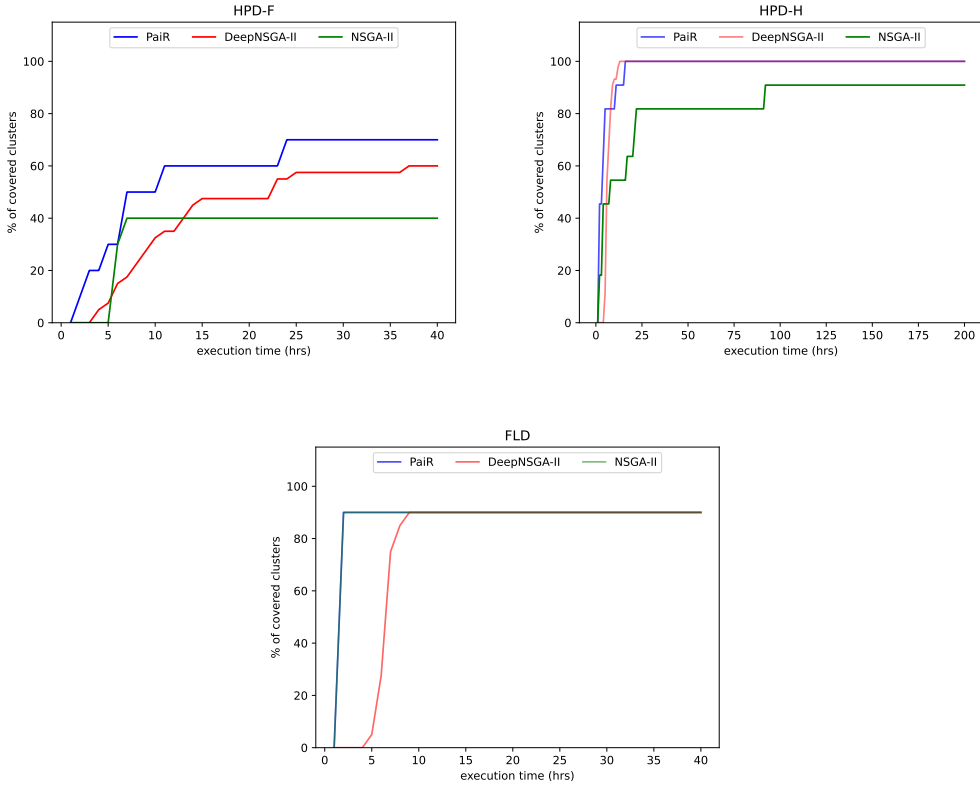 HPD-F
PaiR DeepNSGA-II NSGA-II
100
80
60
40
20
0
% of covered clusters
0 5 10 15 20 25 30 35 40
execution time (hrs)
HPD-H
PaiR DeepNSGA-II NSGA-II
100
80
60
40
20
0
% of covered clusters
0 25 50 75 100 125 150 175 200
execution time (hrs)
FLD
PaiR DeepNSGA-II NSGA-II
100
80
60
40
20
0
% of covered clusters
0 5 10 15 20 25 30 35 40
execution time (hrs)